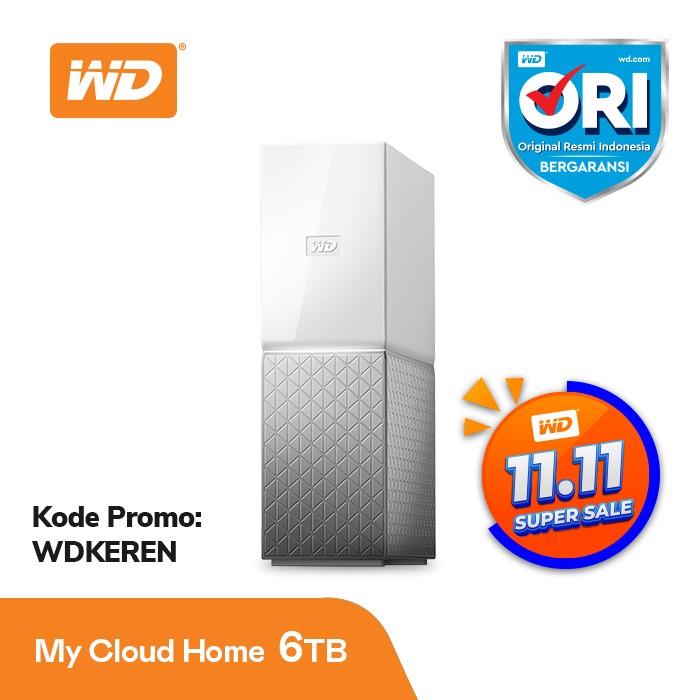 WD®
WD wd.com
ORI
Original Resmi Indonesia
BERGARANSI
WD
WD
11.11
SUPER SALE
Kode Promo:
WDKEREN
My Cloud Home 6TB